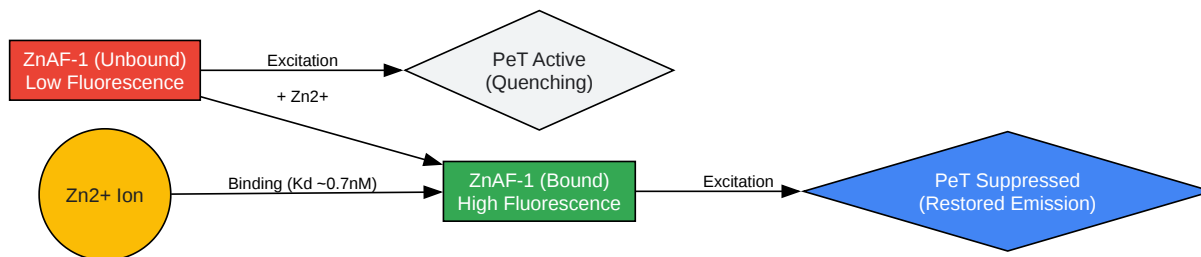 ZnAF-1 (Unbound)
Low Fluorescence
Excitation
PeT Active
(Quenching)
+ Zn2+
Zn2+ Ion
Binding (Kd ~0.7nM)
ZnAF-1 (Bound)
High Fluorescence
Excitation
PeT Suppressed
(Restored Emission)